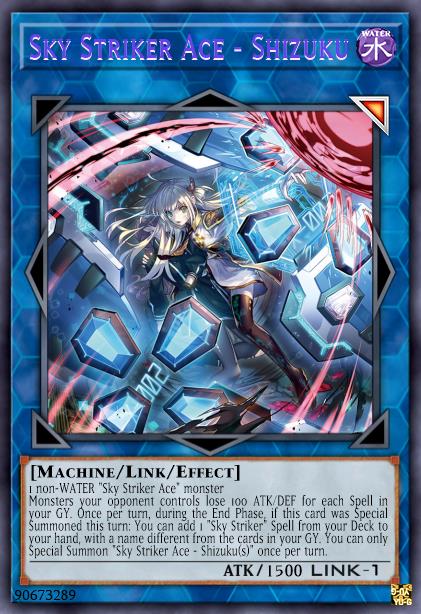 Sky Striker Ace - Shizuku
WATER
水
002
[Machine/Link/Effect]
1 non-WATER "Sky Striker Ace" monster
Monsters your opponent controls lose 100 ATK/DEF for each Spell in
your GY. Once per turn, during the End Phase, if this card was Special
Summoned this turn: You can add 1 "Sky Striker" Spell from your Deck to
your hand, with a name different from the cards in your GY. You can only
Special Summon "Sky Striker Ace - Shizuku(s)" once per turn.
ATK/1500 LINK-1
90673289